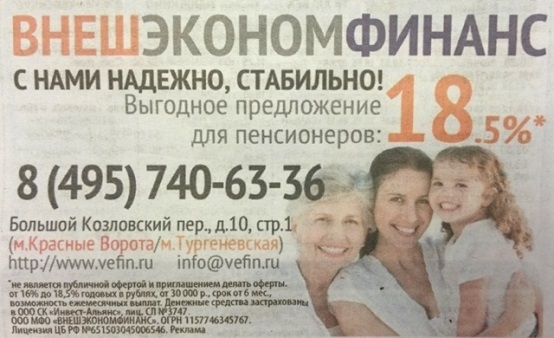 ВНЕШЭКОНОМФИНАНС
С НАМИ НАДЕЖНО, СТАБИЛЬНО!
Выгодное предложение
для пенсионеров:
18.5%*
8 (495) 740-63-36
Большой Козловский пер., д.10, стр.1
(м.Красные Ворота/м.Тургеневская)
http://www.vefin.ru info@vefin.ru
*не является публичной офертой и приглашением делать оферты.
от 16% до 18,5% годовых в рублях, от 30 000 р., срок от 6 мес.,
возможность ежемесячных выплат. Денежные средства застрахованы
в ООО СК «Инвест-Альянс», лиц. СЛ №3747.
ООО МФО «ВНЕШЭКОНОМФИНАНС». ОГРН 1157746345767.
Лицензия ЦБ РФ №651503045006546. Реклама